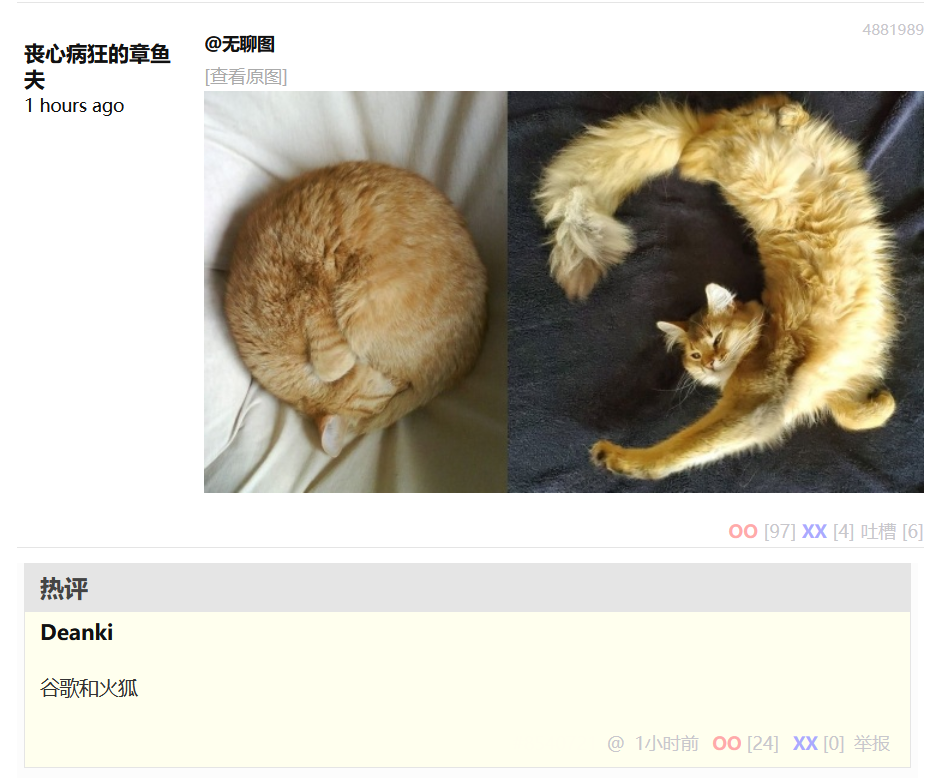 4881989
丧心病狂的章鱼
夫
1 hours ago
@无聊图
[查看原图]
OO [97] XX [4] 吐槽 [6]
热评
Deanki
谷歌和火狐
@ 1小时前 OO [24] XX [0] 举报